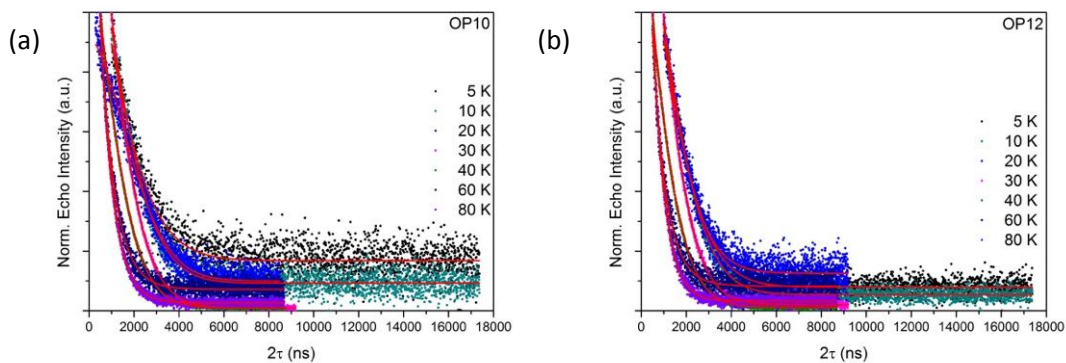 (a)
OP10
Norm. Echo Intensity (a.u.)
5 K
10 K
20 K
30 K
40 K
60 K
80 K
0 2000 4000 6000 8000 10000 12000 14000 16000 18000
2τ (ns)
(b)
OP12
Norm. Echo Intensity (a.u.)
5 K
10 K
20 K
30 K
40 K
60 K
80 K
0 2000 4000 6000 8000 10000 12000 14000 16000 18000
2τ (ns)